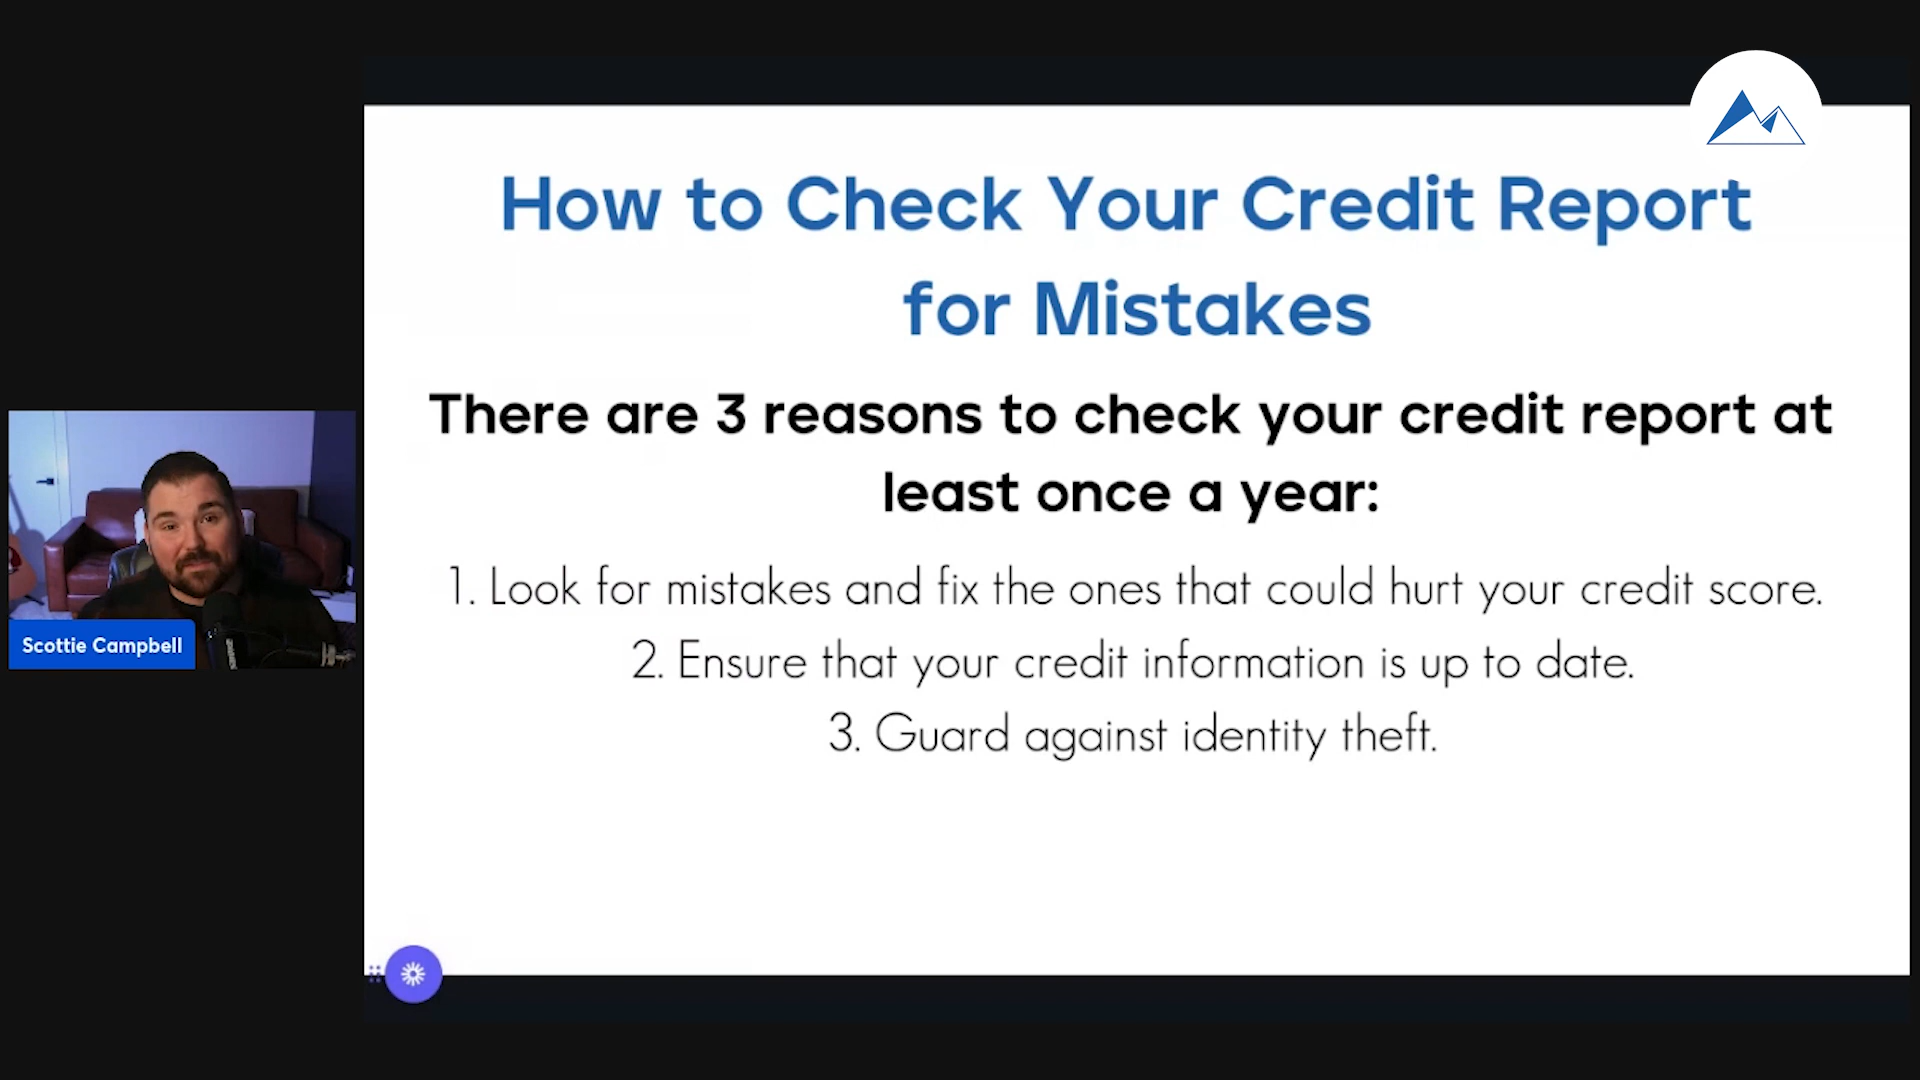 How to Check Your Credit Report
for Mistakes
There are 3 reasons to check your credit report at
least once a year:
1. Look for mistakes and fix the ones that could hurt your credit score.
2. Ensure that your credit information is up to date.
3. Guard against identity theft.
Scottie Campbell